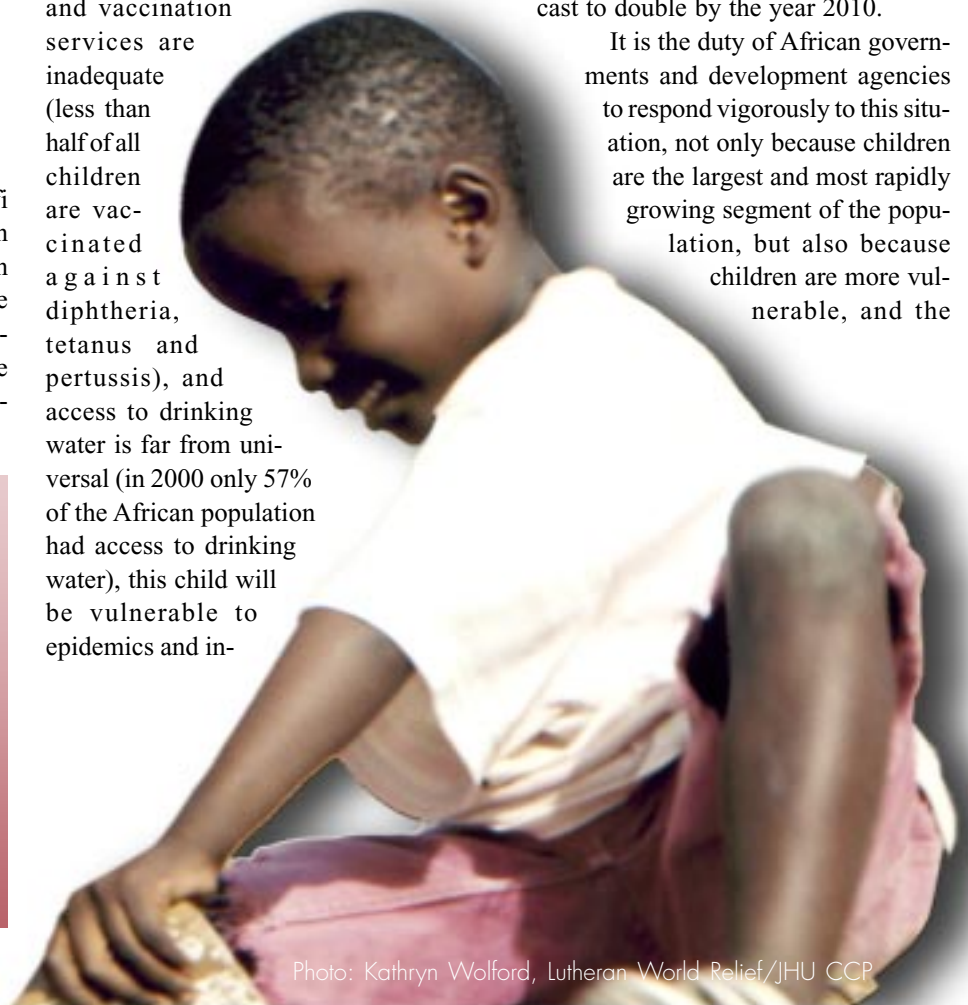 and vaccination
services are
inadequate
(less than
half of all
children
are vac-
cinated
against
diphtheria,
tetanus and
pertussis), and
access to drinking
water is far from uni-
versal (in 2000 only 57%
of the African population
had access to drinking
water), this child will
be vulnerable to
epidemics and in-
cast to double by the year 2010.
It is the duty of African govern-
ments and development agencies
to respond vigorously to this situ-
ation, not only because children
are the largest and most rapidly
growing segment of the popu-
lation, but also because
children are more vul-
nerable, and the
Photo: Kathryn Wolford, Lutheran World Relief/JHU CCP